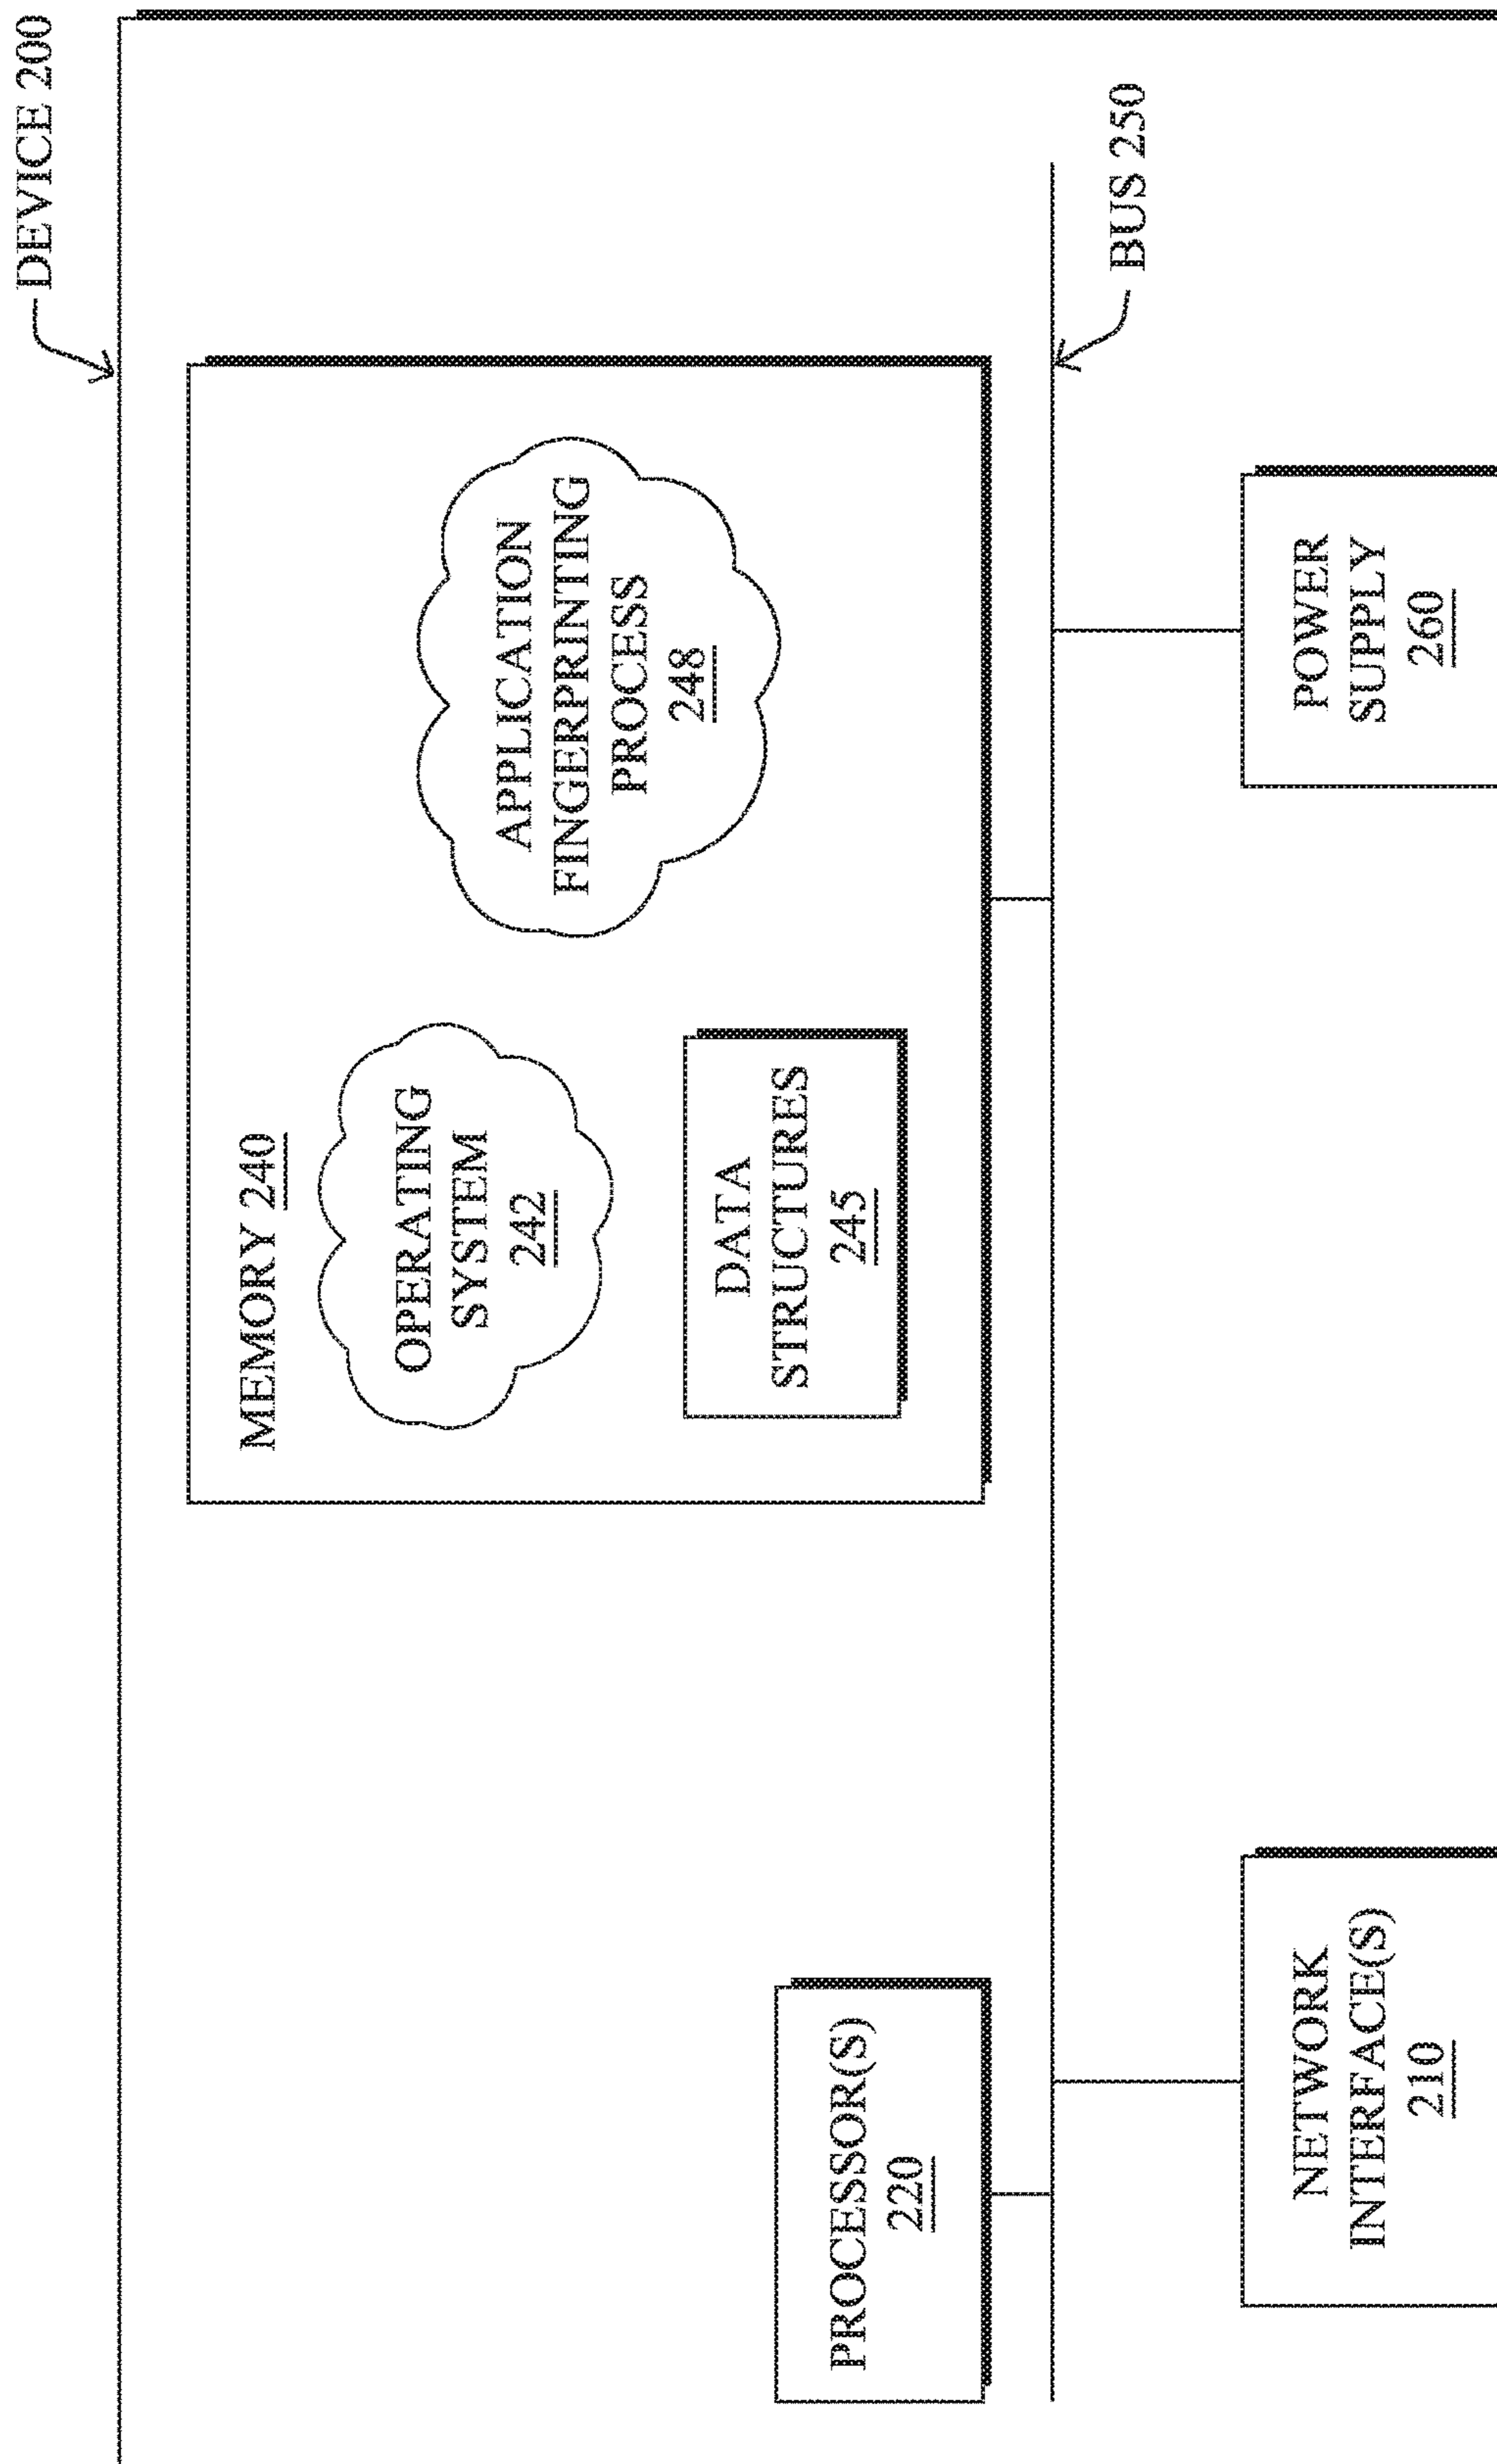 DEVICE 200
MEMORY 240
OPERATING
SYSTEM
242
APPLICATION
FINGERPRINTING
PROCESS
248
DATA
STRUCTURES
245
PROCESSOR(S)
220
BUS 250
NETWORK
INTERFACE(S)
210
POWER
SUPPLY
260